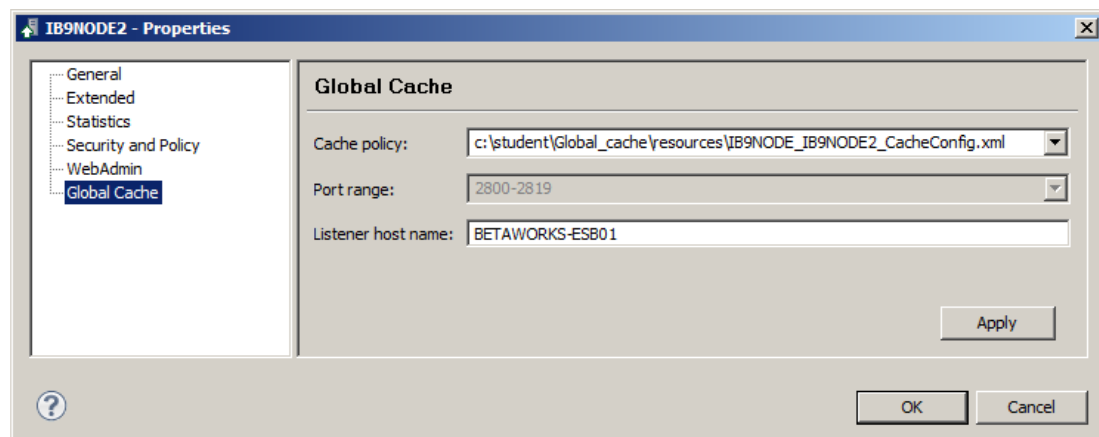 IB9NODE2 - Properties
General
Extended
Statistics
Security and Policy
WebAdmin
Global Cache
Global Cache
Cache policy: c:\student\Global_cache\resources\IB9NODE_IB9NODE2_CacheConfig.xml
Port range: 2800-2819
Listener host name: BETAWORKS-ESB01
Apply
?
OK Cancel